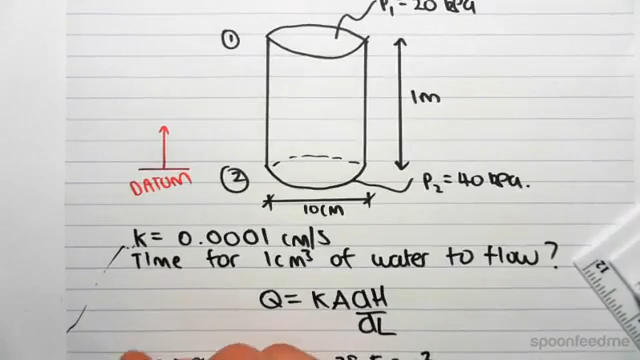 P₁ = 20 kPa
①
1m
DATUM
②
P₂ = 40 kPa.
10cm
K = 0.0001 cm/s
Time for 1cm³ of water to flow?
Q = KA dH
dL
12
spoonfeedme